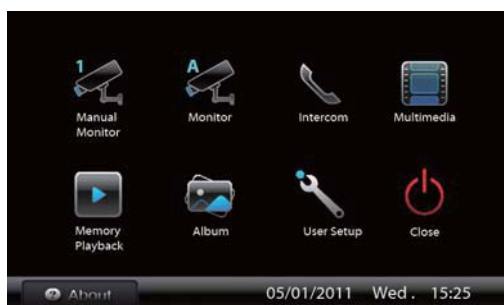 1
A
Manual
Monitor
Monitor
Intercom
Multimedia
Memory
Playback
Album
User Setup
Close
? About
05/01/2011 Wed. 15:25